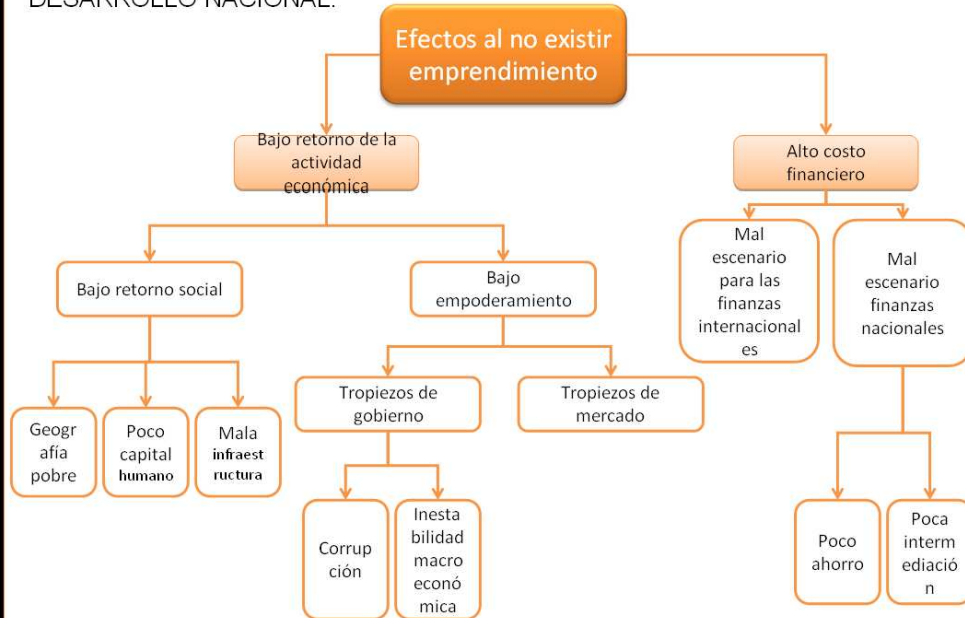 DESARROLLO NACIONAL.
Efectos al no existir
emprendimiento
Bajo retorno de la
actividad
económica
Alto costo
financiero
Bajo retorno social
Bajo
empoderamiento
Mal
escenario
para las
finanzas
internacional
es
Mal
escenario
finanzas
nacionales
Geogr
afía
pobre
Poco
capital
humano
Mala
infraest
ructura
Tropiezos de
gobierno
Tropiezos de
mercado
Corrup
ción
Inesta
bilidad
macro
econó
mica
Poco
ahorro
Poca
interm
ediació
n